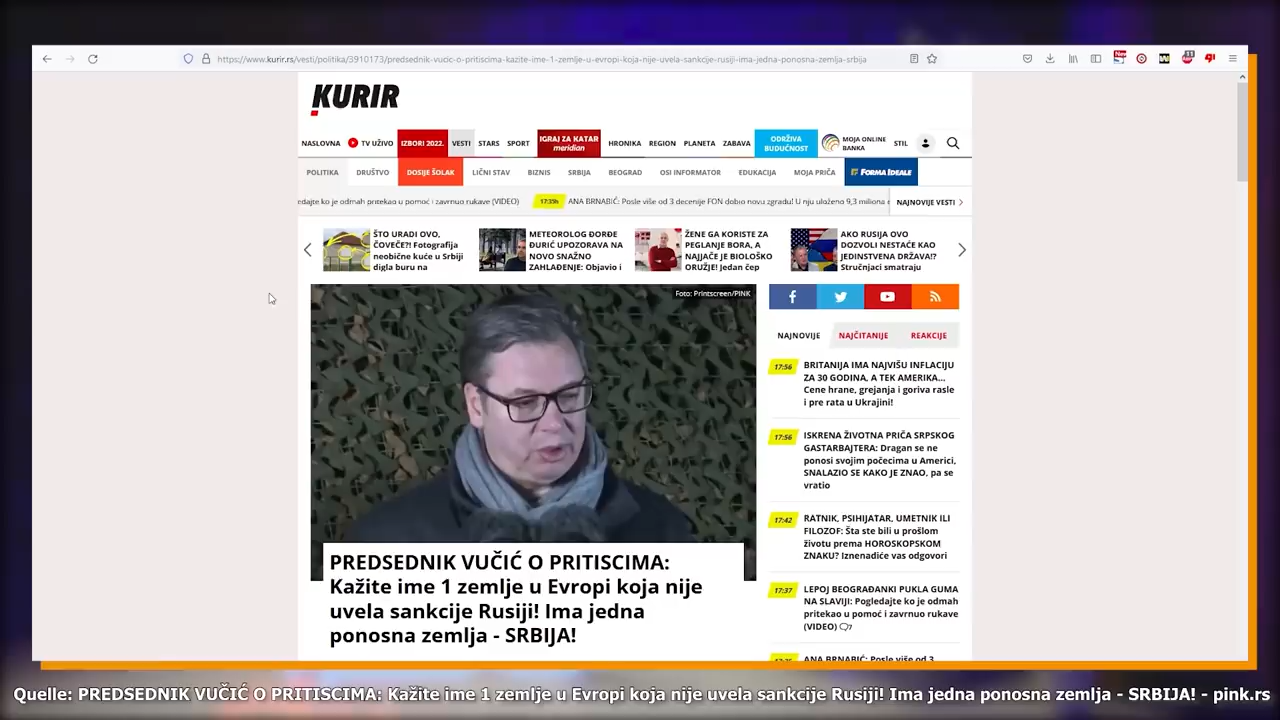 https://www.kurir.rs/vesti/politika/3910173/predsednik-vucic-o-pritiscima-kazite-ime-1-zemlje-u-evropi-koja-nije-uvela-sankcije-rusiji-ima-jedna-ponosna-zemlja-srbija
KURIR
NASLOVNA TV UŽIVO IZBORI 2022. VESTI STARS SPORT IGRAJ ZA KATAR meridian HRONIKA REGION PLANETA ZABAVA ODRŽIVA BUDUĆNOST MOJA ONLINE BANKA STIL
POLITIKA DRUŠTVO DOSIJE ŠOLAK LIČNI STAV BIZNIS SRBIJA BEOGRAD OSI INFORMATOR EDUKACIJA MOJA PRIČA FORMA IDEALE
edajte ko je odmah pritekao u pomoć i zavrnuo rukave (VIDEO) 17:35h ANA BRNABIĆ: Posle više od 3 decenije FON dobio novu zgradu! U nju uloženo 9,3 miliona NAJNOVIJE VESTI
ŠTO URADI OVO,
ČOVEČE?! Fotografija
neobične kuće u Srbiji
digla buru na
METEOROLOG ĐORĐE
ĐURIĆ UPOZORAVA NA
NOVO SNAŽNO
ZAHLAĐENJE: Objavio i
ŽENE GA KORISTE ZA
PEGLANJE BORA, A
NAJJAČE JE BIOLOŠKO
ORUŽJE! Jedan čep
AKO RUSIJA OVO
DOZVOLI NESTAĆE KAO
JEDINSTVENA DRŽAVA!?
Stručnjaci smatraju
Foto: Printscreen/PINK
PREDSEDNIK VUČIĆ O PRITISCIMA:
Kažite ime 1 zemlje u Evropi koja nije
uvela sankcije Rusiji! Ima jedna
ponosna zemlja - SRBIJA!
NAJNOVIJE NAJČITANIJE REAKCIJE
17:56 BRITANIJA IMA NAJVIŠU INFLACIJU
ZA 30 GODINA, A TEK AMERIKA...
Cene hrane, grejanja i goriva rasle
i pre rata u Ukrajini!
17:56 ISKRENA ŽIVOTNA PRIČA SRPSKOG
GASTARBAJTERA: Dragan se ne
ponosi svojim počecima u Americi,
SNALAZIO SE KAKO JE ZNAO, pa se
vratio
17:42 RATNIK, PSIHIJATAR, UMETNIK ILI
FILOZOF: Šta ste bili u prošlom
životu prema HOROSKOPSKOM
ZNAKU? Iznenadiće vas odgovori
17:37 LEPOJ BEOGRAĐANKI PUKLA GUMA
NA SLAVIJI: Pogledajte ko je odmah
pritekao u pomoć i zavrnuo rukave
(VIDEO) 7
ANA BRNABIĆ: Posle više od 3
Quelle: PREDSEDNIK VUČIĆ O PRITISCIMA: Kažite ime 1 zemlje u Evropi koja nije uvela sankcije Rusiji! Ima jedna ponosna zemlja - SRBIJA! - pink.rs